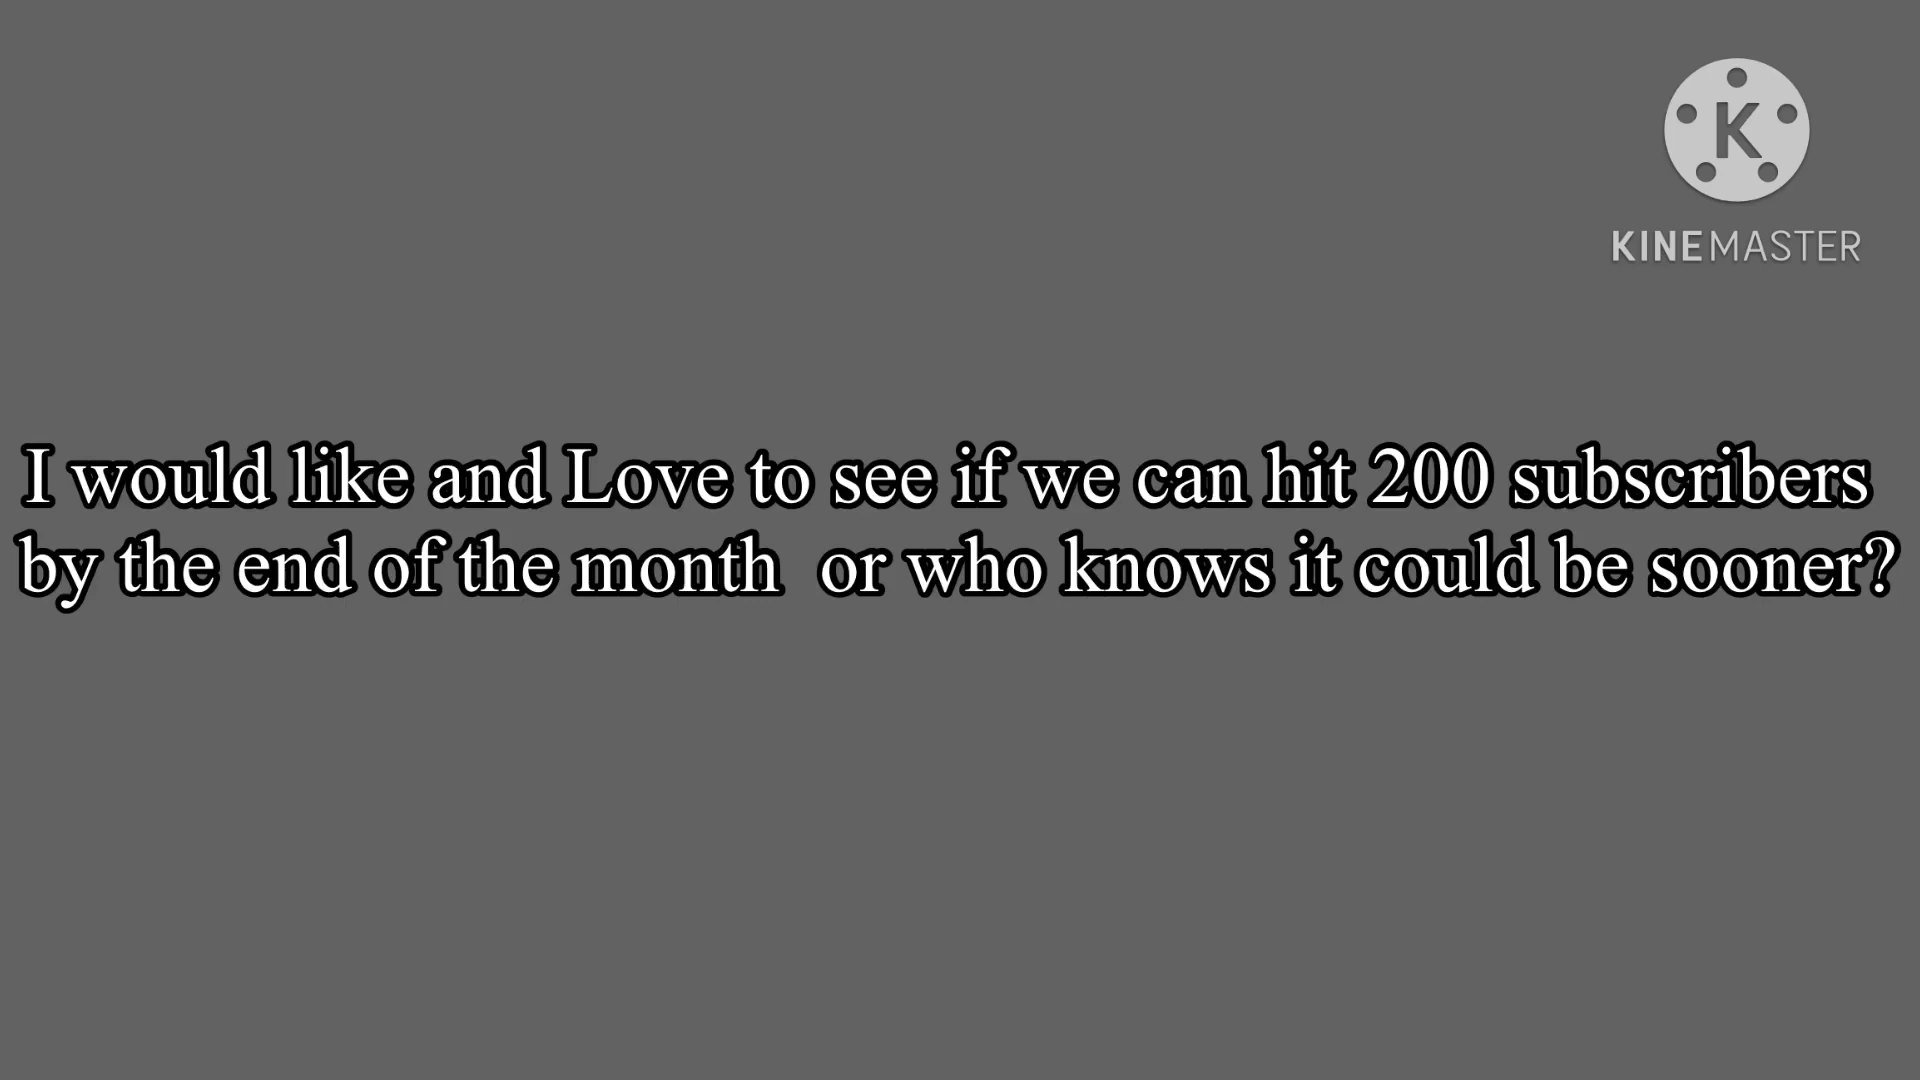 K
KINEMASTER
I would like and Love to see if we can hit 200 subscribers
by the end of the month  or who knows it could be sooner?